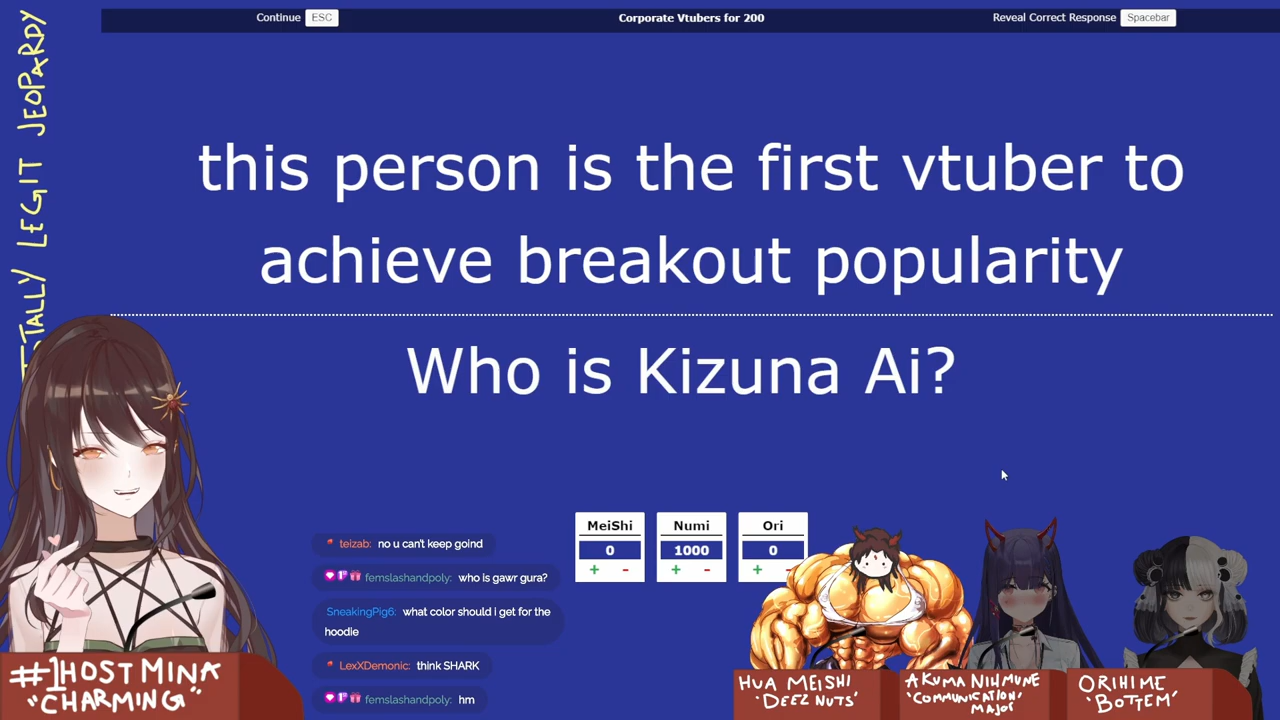 Continue ESC
Corporate Vtubers for 200
Reveal Correct Response Spacebar
TOTALLY LEGIT JEOPARDY
this person is the first vtuber to
achieve breakout popularity
Who is Kizuna Ai?
MeiShi
0
+ -
Numi
1000
+ -
Ori
0
+ -
teizab: no u can't keep goind
femslashandpoly: who is gawr gura?
SneakingPig6: what color should I get for the
hoodie
LexXDemonic: think SHARK
femslashandpoly: hm
#1HOST MINA
"CHARMING"
HUA MEISHI
'DEEZ NUTS'
AKUMA NIHMUNE
'COMMUNICATION'
MAJOR
ORIHIME
'BOTTEM'